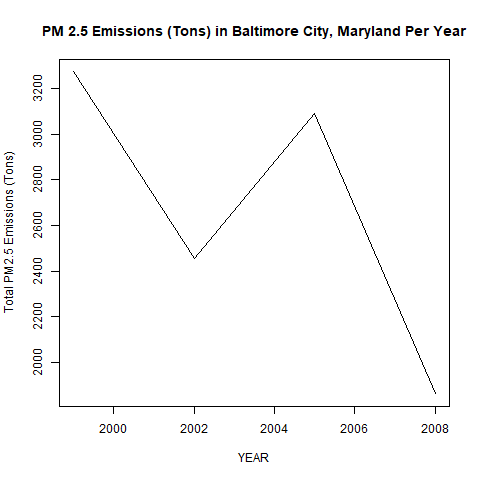 PM 2.5 Emissions (Tons) in Baltimore City, Maryland Per Year
Total PM2.5 Emissions (Tons)
3200
3000
2800
2600
2400
2200
2000
2000 2002 2004 2006 2008
YEAR